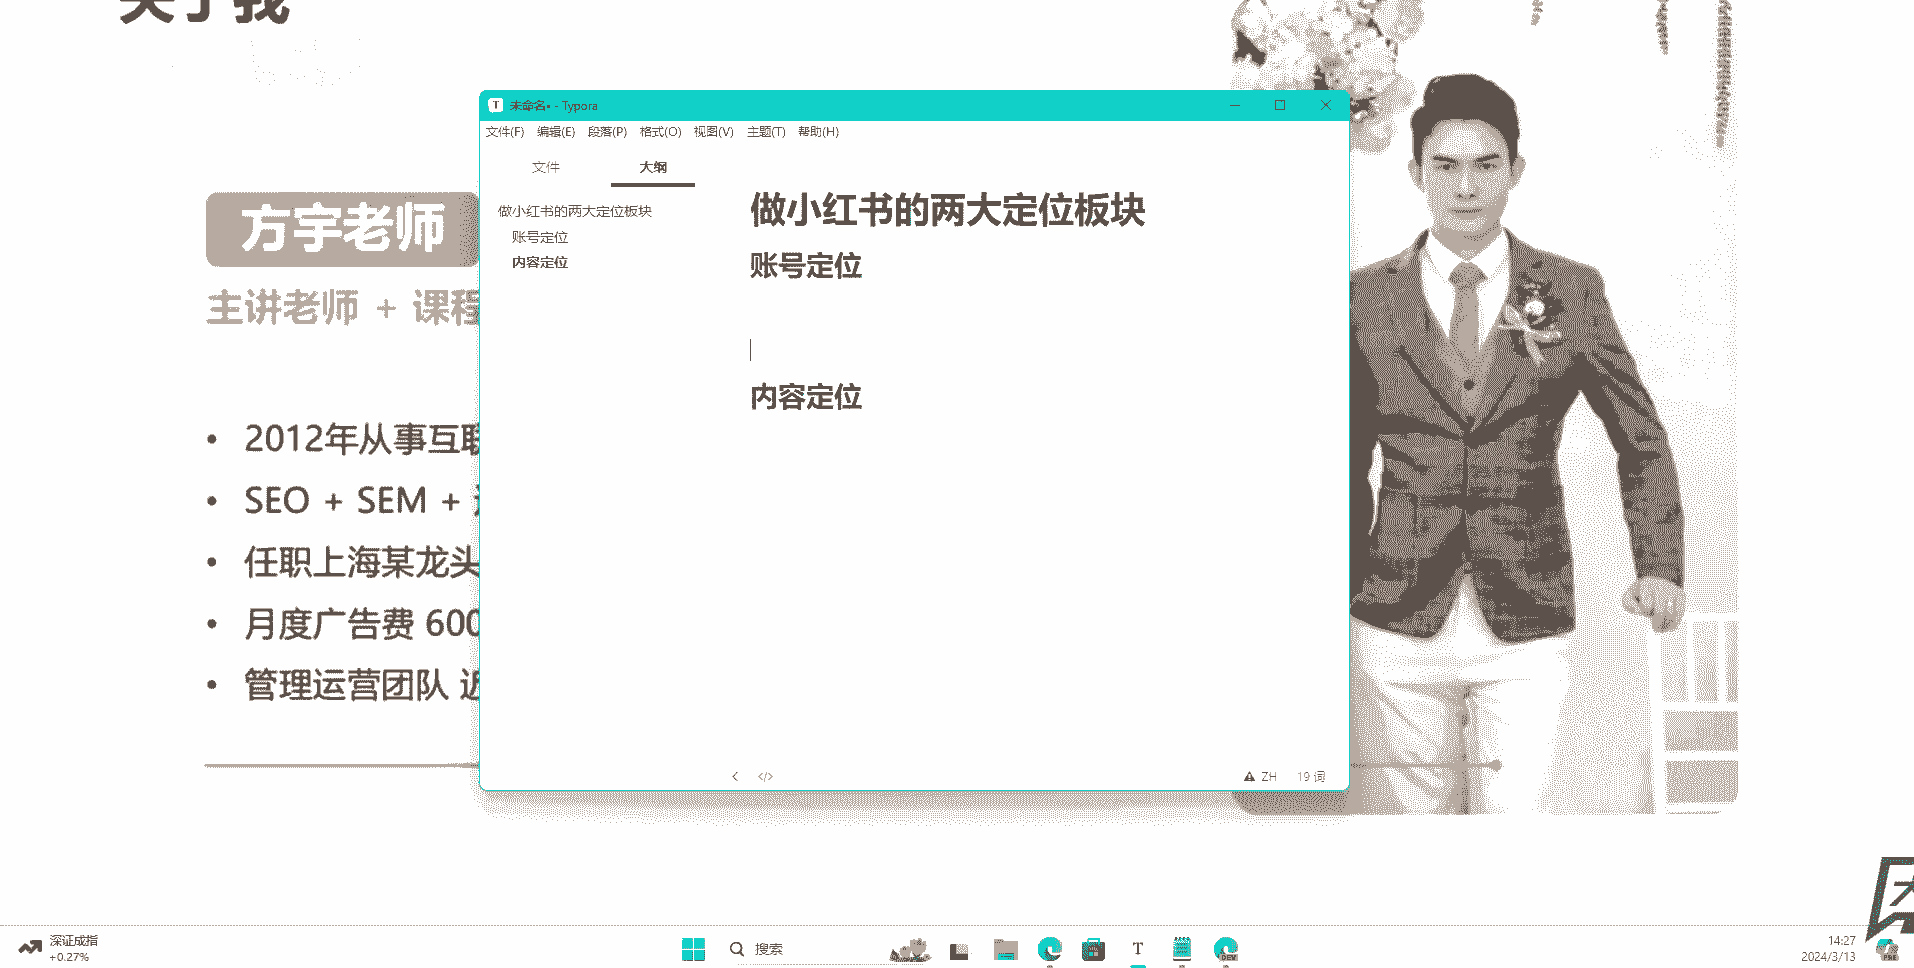 关于我
方宇老师
主讲老师 + 课程
2012年从事互联
SEO + SEM +
任职上海某龙头
月度广告费 600
管理运营团队 近
T 未命名• - Typora
文件(F) 编辑(E) 段落(P) 格式(O) 视图(V) 主题(T) 帮助(H)
文件 大纲
做小红书的两大定位板块
账号定位
内容定位
做小红书的两大定位板块
账号定位
内容定位
</> ZH 19 词
深证成指
+0.27%
搜索
T
DEV
14:27
2024/3/13
PRE